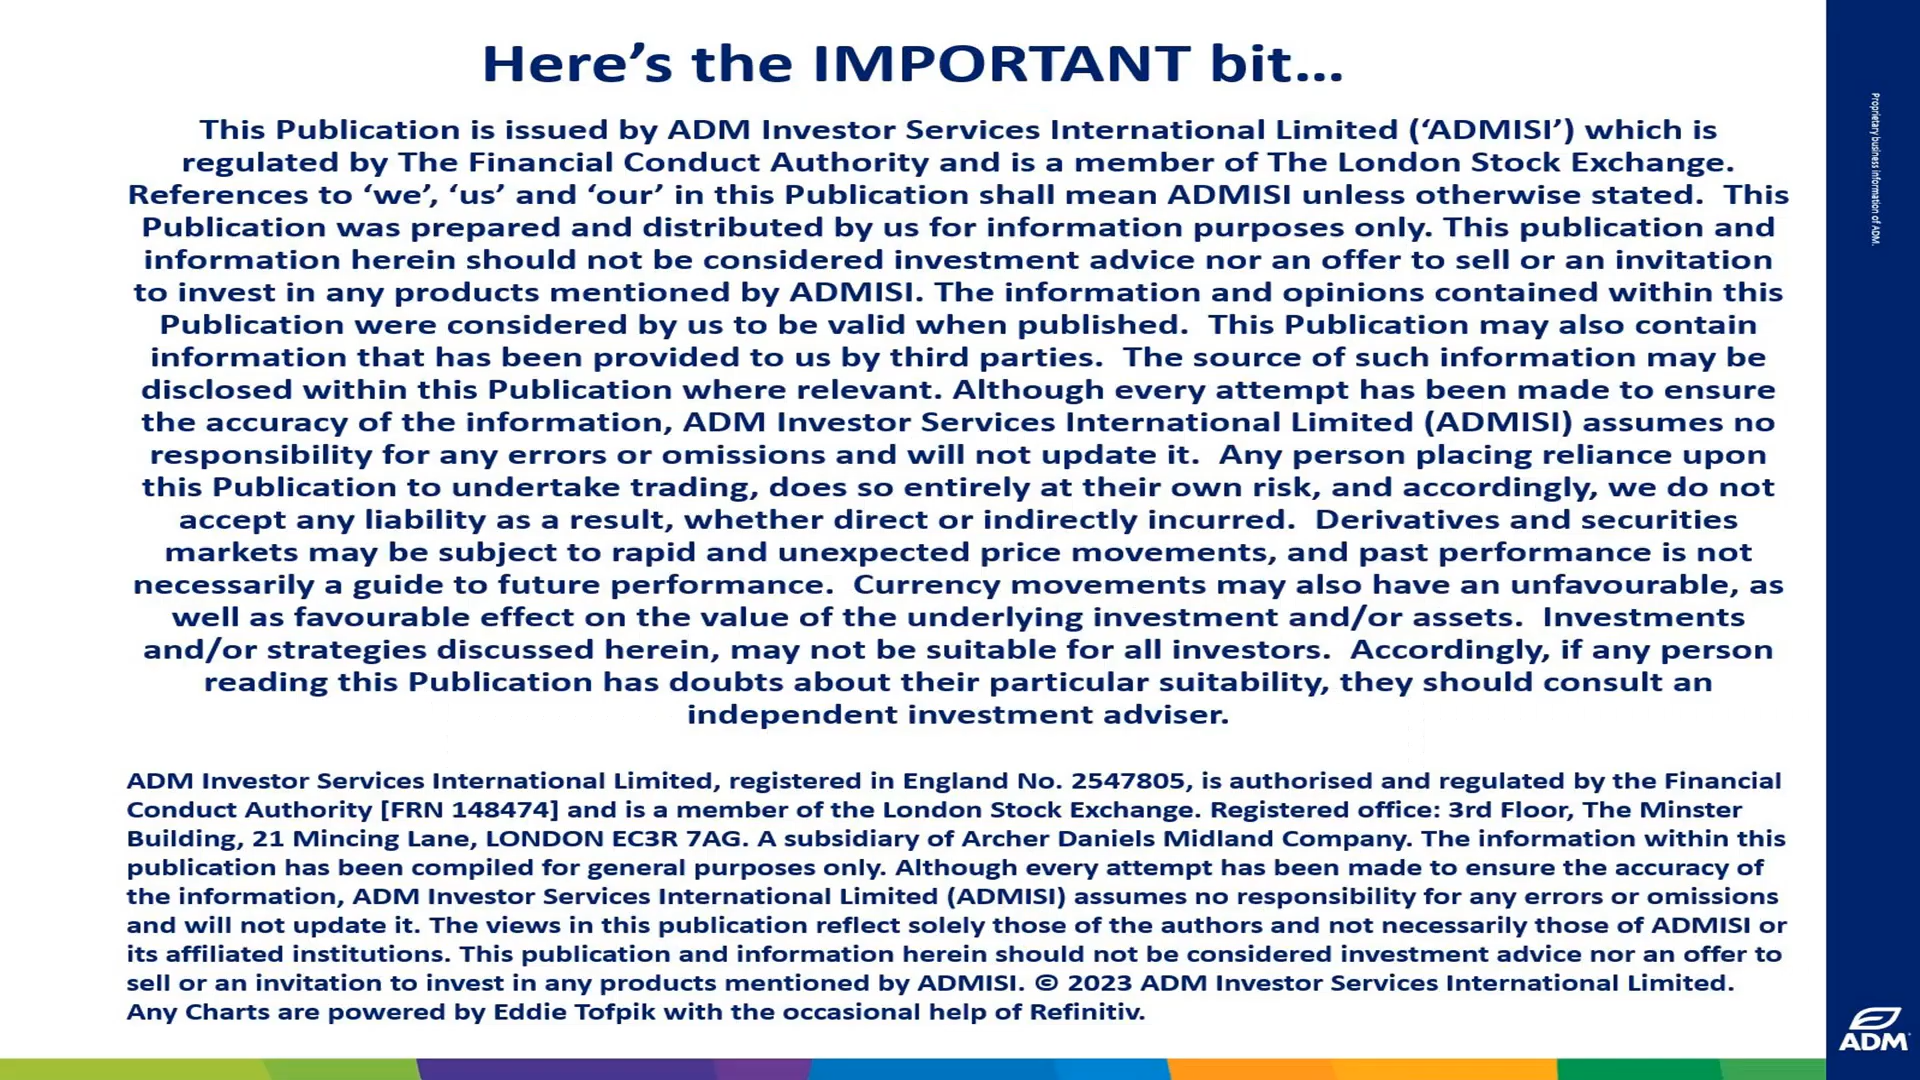 Here’s the IMPORTANT bit…
This Publication is issued by ADM Investor Services International Limited (‘ADMISI’) which is
regulated by The Financial Conduct Authority and is a member of The London Stock Exchange.
References to ‘we’, ‘us’ and ‘our’ in this Publication shall mean ADMISI unless otherwise stated.  This
Publication was prepared and distributed by us for information purposes only. This publication and
information herein should not be considered investment advice nor an offer to sell or an invitation
to invest in any products mentioned by ADMISI. The information and opinions contained within this
Publication were considered by us to be valid when published.  This Publication may also contain
information that has been provided to us by third parties.  The source of such information may be
disclosed within this Publication where relevant. Although every attempt has been made to ensure
the accuracy of the information, ADM Investor Services International Limited (ADMISI) assumes no
responsibility for any errors or omissions and will not update it.  Any person placing reliance upon
this Publication to undertake trading, does so entirely at their own risk, and accordingly, we do not
accept any liability as a result, whether direct or indirectly incurred.  Derivatives and securities
markets may be subject to rapid and unexpected price movements, and past performance is not
necessarily a guide to future performance.  Currency movements may also have an unfavourable, as
well as favourable effect on the value of the underlying investment and/or assets.  Investments
and/or strategies discussed herein, may not be suitable for all investors.  Accordingly, if any person
reading this Publication has doubts about their particular suitability, they should consult an
independent investment adviser.
ADM Investor Services International Limited, registered in England No. 2547805, is authorised and regulated by the Financial
Conduct Authority [FRN 148474] and is a member of the London Stock Exchange. Registered office: 3rd Floor, The Minster
Building, 21 Mincing Lane, LONDON EC3R 7AG. A subsidiary of Archer Daniels Midland Company. The information within this
publication has been compiled for general purposes only. Although every attempt has been made to ensure the accuracy of
the information, ADM Investor Services International Limited (ADMISI) assumes no responsibility for any errors or omissions
and will not update it. The views in this publication reflect solely those of the authors and not necessarily those of ADMISI or
its affiliated institutions. This publication and information herein should not be considered investment advice nor an offer to
sell or an invitation to invest in any products mentioned by ADMISI. © 2023 ADM Investor Services International Limited.
Any Charts are powered by Eddie Tofpik with the occasional help of Refinitiv.
Proprietary business information of ADM.
ADM